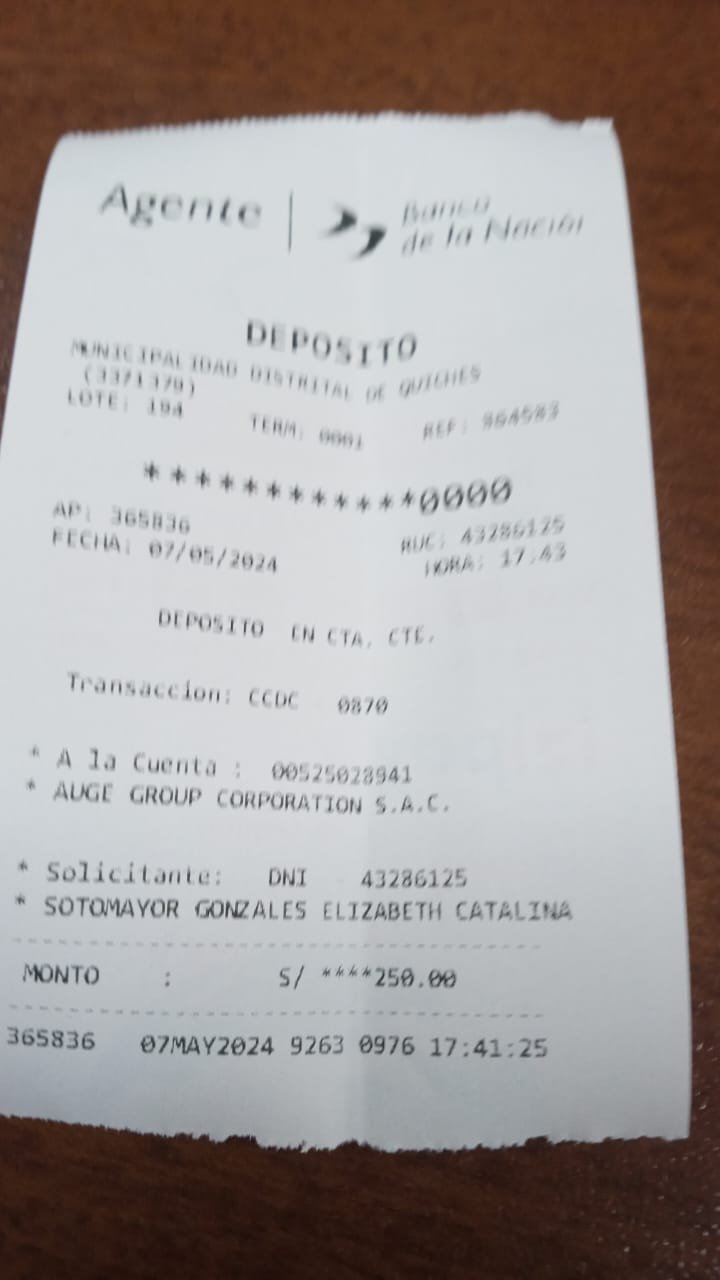 Agente | Banco
de la Nación
DEPOSITO
MUNICIPALIDAD DISTRITAL DE QUICHES
(3371379)
LOTE: 194 TERM: 0001 REF: 864583
************0000
AP: 365836 RUC: 43286125
FECHA: 07/05/2024 HORA: 17:43
DEPOSITO EN CTA. CTE.
Transaccion: CCDC 0870
* A la Cuenta : 00525028941
* AUGE GROUP CORPORATION S.A.C.
* Solicitante: DNI 43286125
* SOTOMAYOR GONZALES ELIZABETH CATALINA
MONTO : S/ ****250.00
365836 07MAY2024 9263 0976 17:41:25